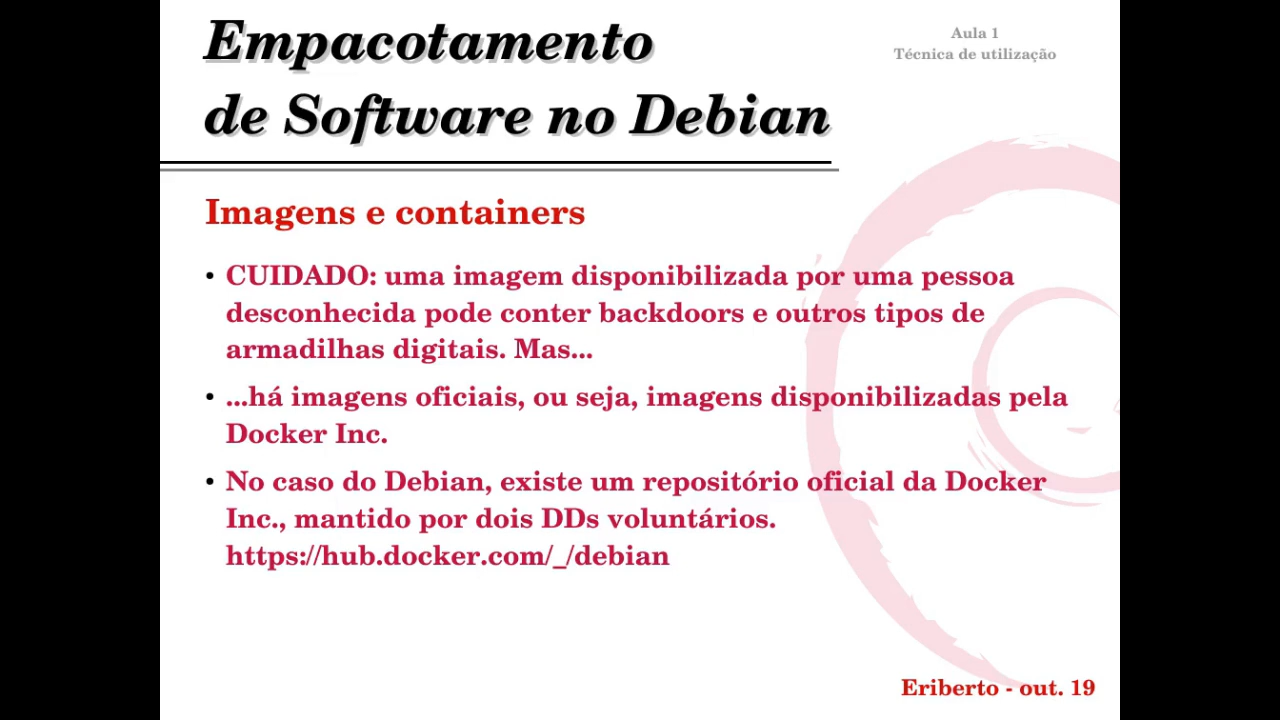 Empacotamento
de Software no Debian
Aula 1
Técnica de utilização
Imagens e containers
• CUIDADO: uma imagem disponibilizada por uma pessoa
desconhecida pode conter backdoors e outros tipos de
armadilhas digitais. Mas...
• ...há imagens oficiais, ou seja, imagens disponibilizadas pela
Docker Inc.
• No caso do Debian, existe um repositório oficial da Docker
Inc., mantido por dois DDs voluntários.
https://hub.docker.com/_/debian
Eriberto - out. 19